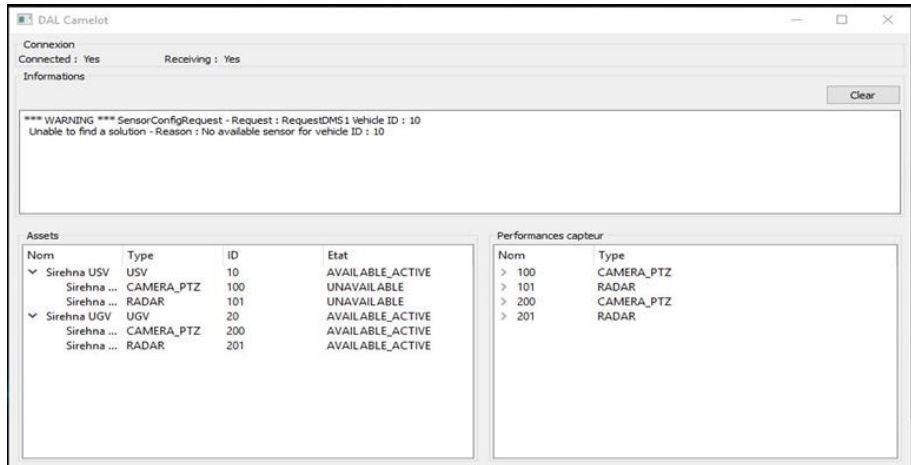 DAL Camelot
Connexion
Connected : Yes Receiving : Yes
Informations
Clear
*** WARNING *** SensorConfigRequest - Request : RequestDMS1 Vehicle ID : 10
Unable to find a solution - Reason : No available sensor for vehicle ID : 10
Assets
Nom Type ID Etat
Sirehna USV USV 10 AVAILABLE_ACTIVE
Sirehna ... CAMERA_PTZ 100 UNAVAILABLE
Sirehna ... RADAR 101 UNAVAILABLE
Sirehna UGV UGV 20 AVAILABLE_ACTIVE
Sirehna ... CAMERA_PTZ 200 AVAILABLE_ACTIVE
Sirehna ... RADAR 201 AVAILABLE_ACTIVE
Performances capteur
Nom Type
100 CAMERA_PTZ
101 RADAR
200 CAMERA_PTZ
201 RADAR